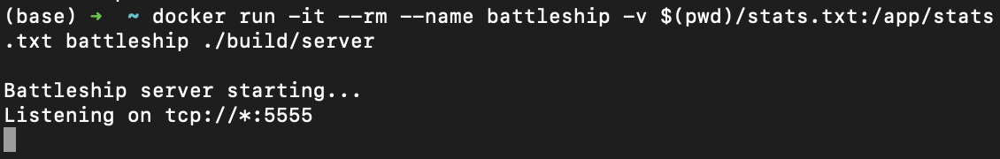 (base) ➜  ~ docker run -it --rm --name battleship -v $(pwd)/stats.txt:/app/stats
.txt battleship ./build/server
Battleship server starting...
Listening on tcp://*:5555